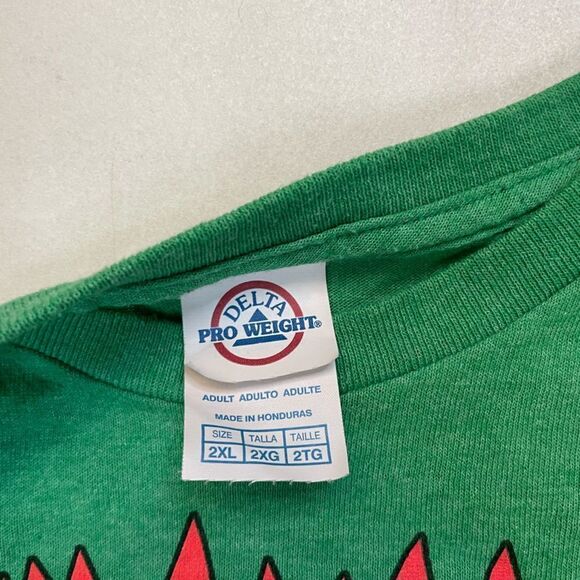 DELTA
PRO WEIGHT®
ADULT ADULTO ADULTE
MADE IN HONDURAS
SIZE TALLA TAILLE
2XL 2XG 2TG